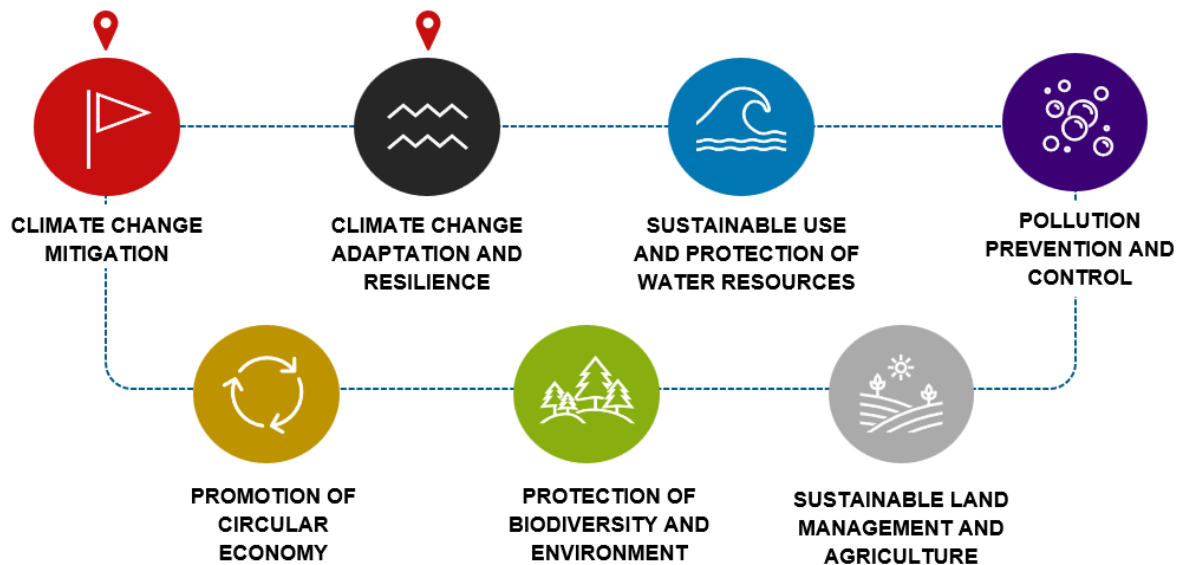 CLIMATE CHANGE
MITIGATION
CLIMATE CHANGE
ADAPTATION AND
RESILIENCE
SUSTAINABLE USE
AND PROTECTION OF
WATER RESOURCES
POLLUTION
PREVENTION AND
CONTROL
PROMOTION OF
CIRCULAR
ECONOMY
PROTECTION OF
BIODIVERSITY AND
ENVIRONMENT
SUSTAINABLE LAND
MANAGEMENT AND
AGRICULTURE